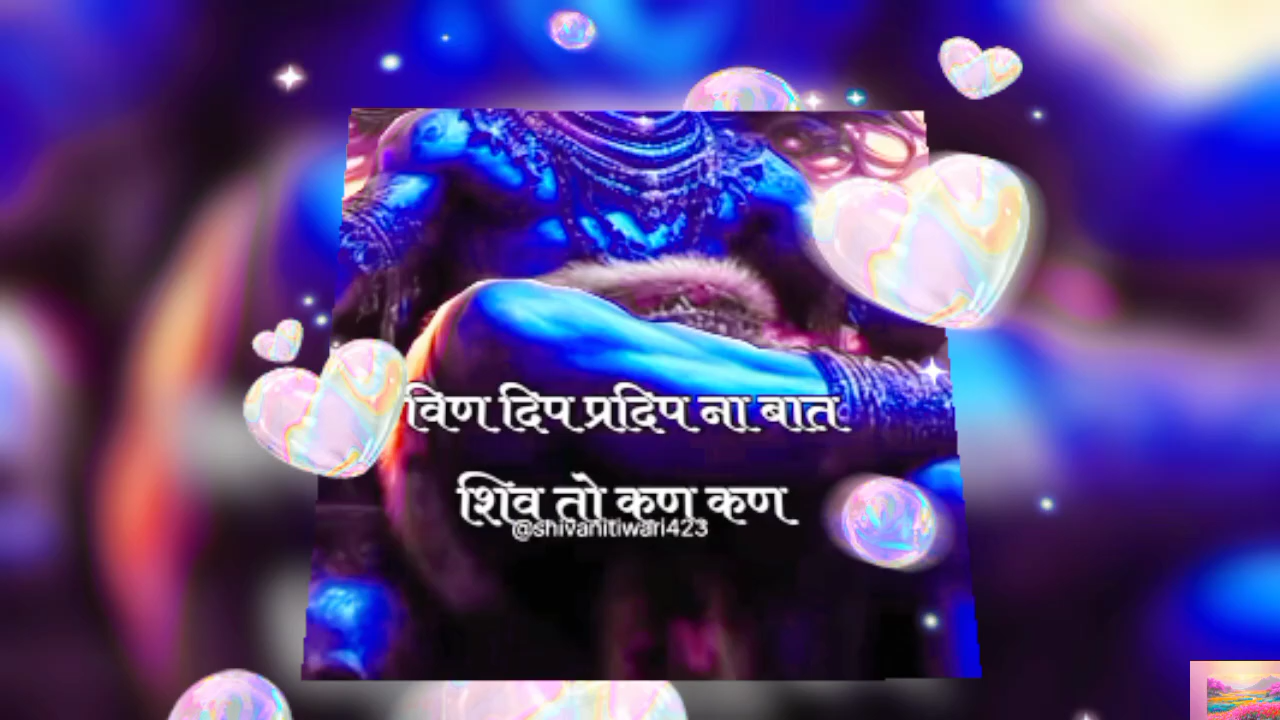 विण दिप प्रदिप ना बात
शिव तो कण कण
@shivanitiwari423